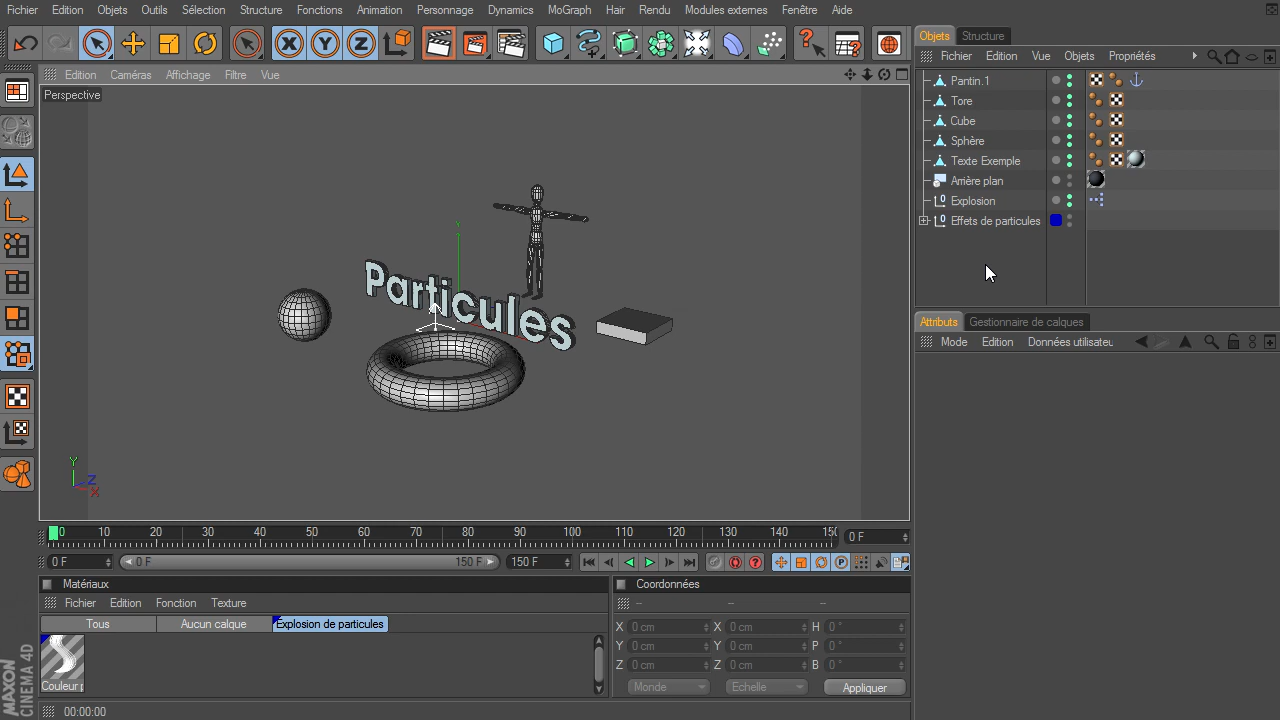 Fichier Edition Objets Outils Sélection Structure Fonctions Animation Personnage Dynamics MoGraph Hair Rendu Modules externes Fenêtre Aide
Objets Structure
Fichier Edition Vue Objets Propriétés
Edition Caméras Affichage Filtre Vue
Perspective
Pantin.1
Tore
Cube
Sphère
Texte Exemple
Arrière plan
Explosion
Effets de particules
Particules
Y
Y
Z
X
Attributs Gestionnaire de calques
Mode Edition Données utilisateu
0 10 20 30 40 50 60 70 80 90 100 110 120 130 140 150
0 F
0 F 0 F 150 F 150 F
Matériaux
Fichier Edition Fonction Texture
Tous Aucun calque Explosion de particules
Couleur p
Coordonnées
-- -- --
X 0 cm X 0 cm H 0 °
Y 0 cm Y 0 cm P 0 °
Z 0 cm Z 0 cm B 0 °
Monde Echelle Appliquer
MAXON
CINEMA 4D
00:00:00